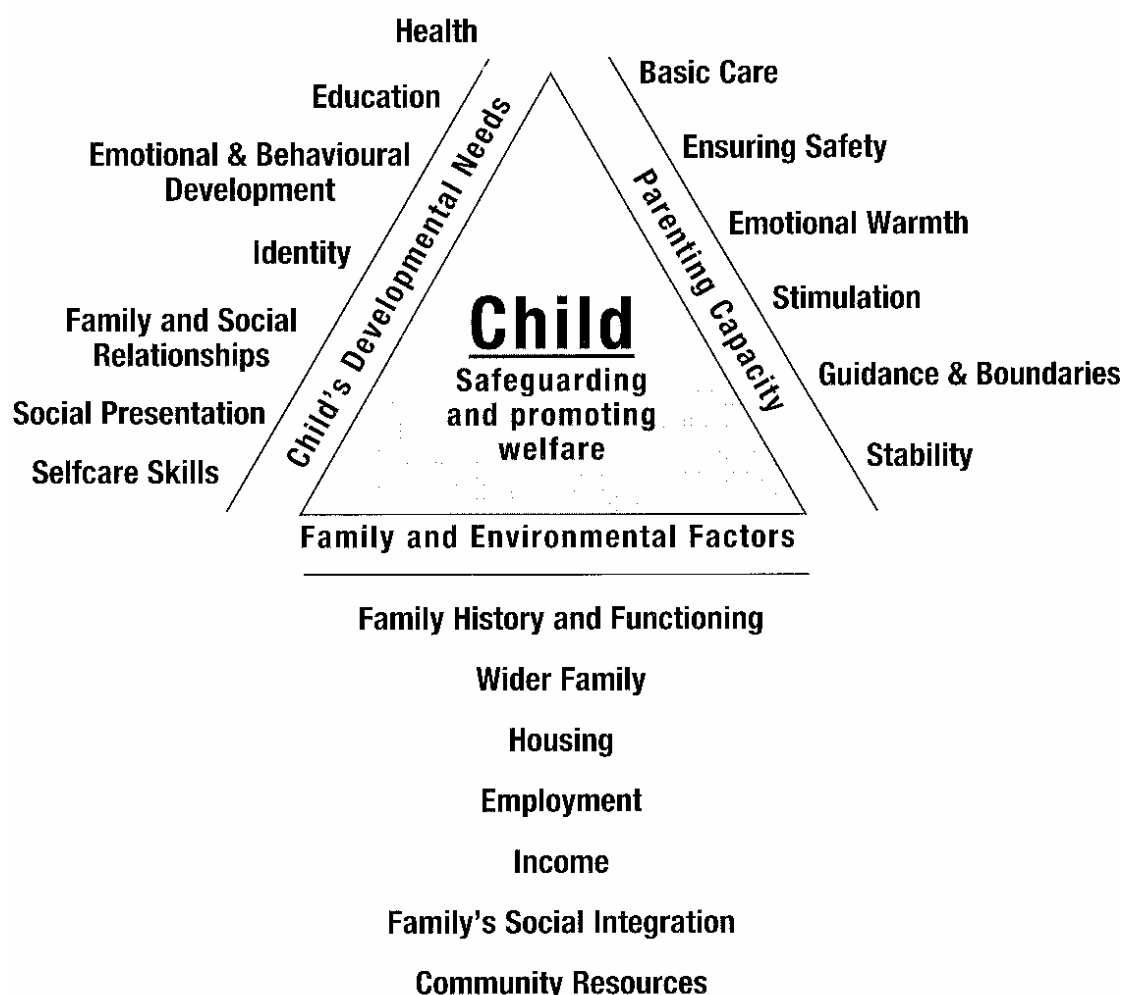 Health
Education
Emotional & Behavioural
Development
Identity
Family and Social
Relationships
Social Presentation
Selfcare Skills
Child's Developmental Needs
Basic Care
Ensuring Safety
Emotional Warmth
Stimulation
Guidance & Boundaries
Stability
Parenting Capacity
Child
Safeguarding
and promoting
welfare
Family and Environmental Factors
Family History and Functioning
Wider Family
Housing
Employment
Income
Family's Social Integration
Community Resources